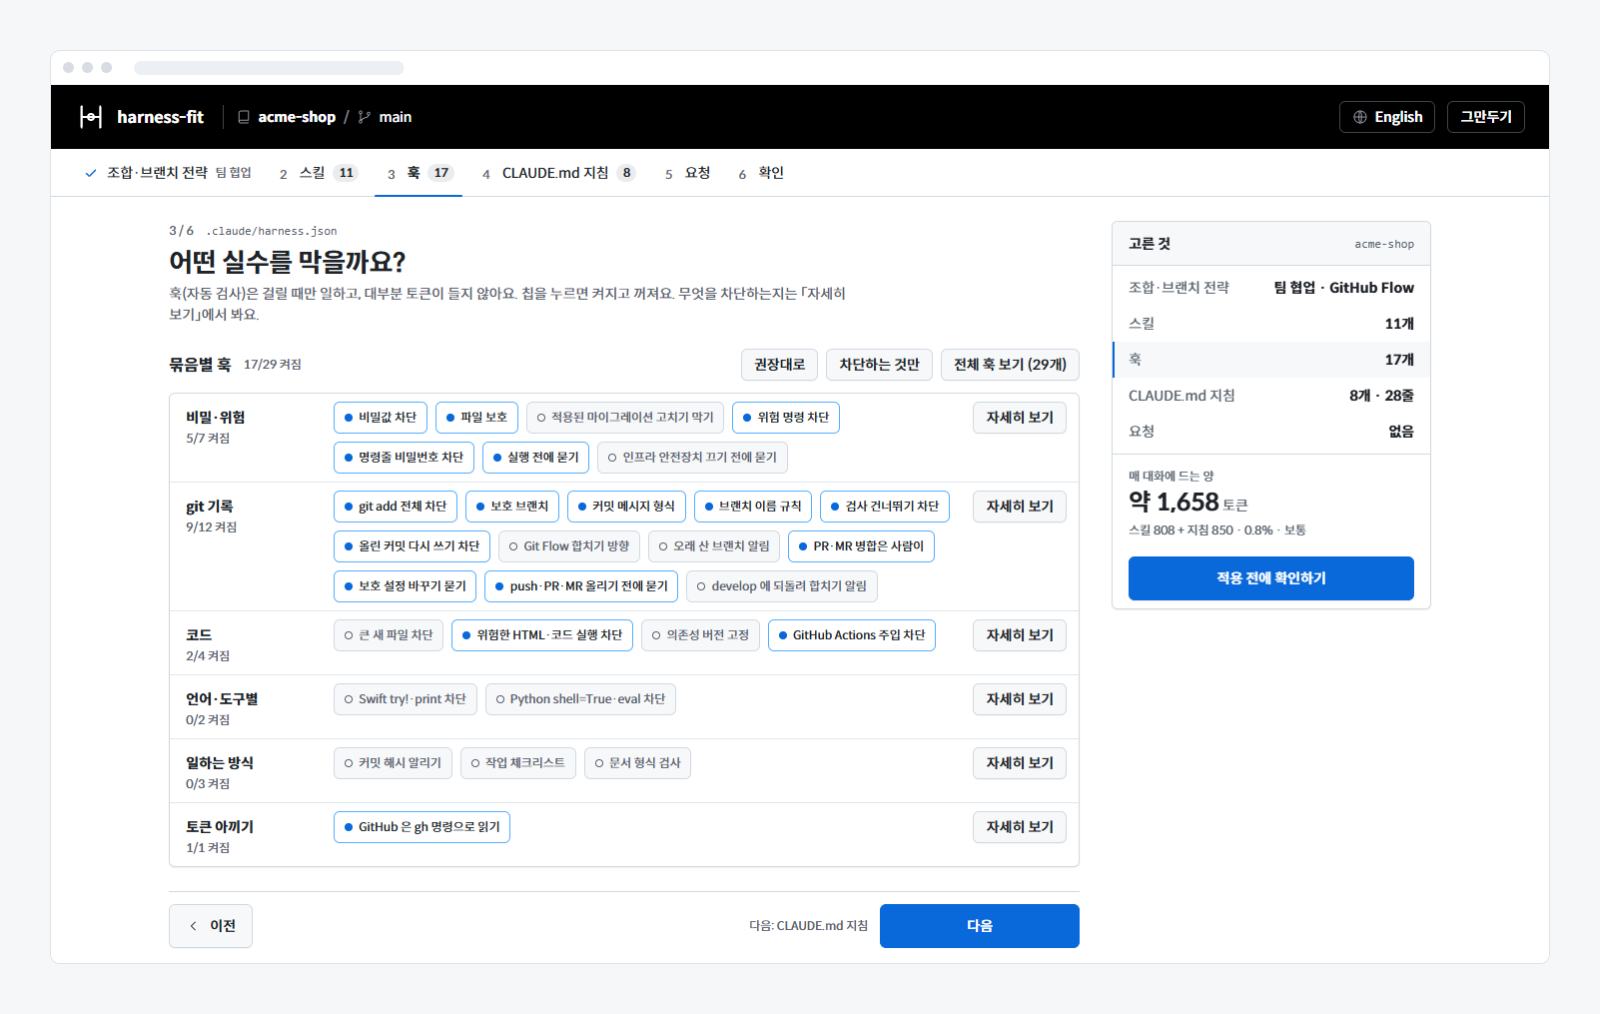 harness-fit
acme-shop / main
English
그만두기
조합·브랜치 전략 팀 협업
2 스킬 11
3 훅 17
4 CLAUDE.md 지침 8
5 요청
6 확인
3/6 .claude/harness.json
어떤 실수를 막을까요?
훅(자동 검사)은 걸릴 때만 일하고, 대부분 토큰이 들지 않아요. 칩을 누르면 켜지고 꺼져요. 무엇을 차단하는지는 「자세히
보기」에서 봐요.
묶음별 훅 17/29 켜짐
권장대로
차단하는 것만
전체 훅 보기 (29개)
비밀·위험
5/7 켜짐
비밀값 차단
파일 보호
적용된 마이그레이션 고치기 막기
위험 명령 차단
자세히 보기
명령줄 비밀번호 차단
실행 전에 묻기
인프라 안전장치 끄기 전에 묻기
git 기록
9/12 켜짐
git add 전체 차단
보호 브랜치
커밋 메시지 형식
브랜치 이름 규칙
검사 건너뛰기 차단
자세히 보기
올린 커밋 다시 쓰기 차단
Git Flow 합치기 방향
오래 산 브랜치 알림
PR·MR 병합은 사람이
보호 설정 바꾸기 묻기
push·PR·MR 올리기 전에 묻기
develop 에 되돌려 합치기 알림
코드
2/4 켜짐
큰 새 파일 차단
위험한 HTML·코드 실행 차단
의존성 버전 고정
GitHub Actions 주입 차단
자세히 보기
언어·도구별
0/2 켜짐
Swift try!·print 차단
Python shell=True·eval 차단
자세히 보기
일하는 방식
0/3 켜짐
커밋 해시 알리기
작업 체크리스트
문서 형식 검사
자세히 보기
토큰 아끼기
1/1 켜짐
GitHub 은 gh 명령으로 읽기
자세히 보기
이전
다음: CLAUDE.md 지침
다음
고른 것 acme-shop
조합·브랜치 전략 팀 협업 · GitHub Flow
스킬 11개
훅 17개
CLAUDE.md 지침 8개 · 28줄
요청 없음
매 대화에 드는 양
약 1,658 토큰
스킬 808 + 지침 850 · 0.8% · 보통
적용 전에 확인하기